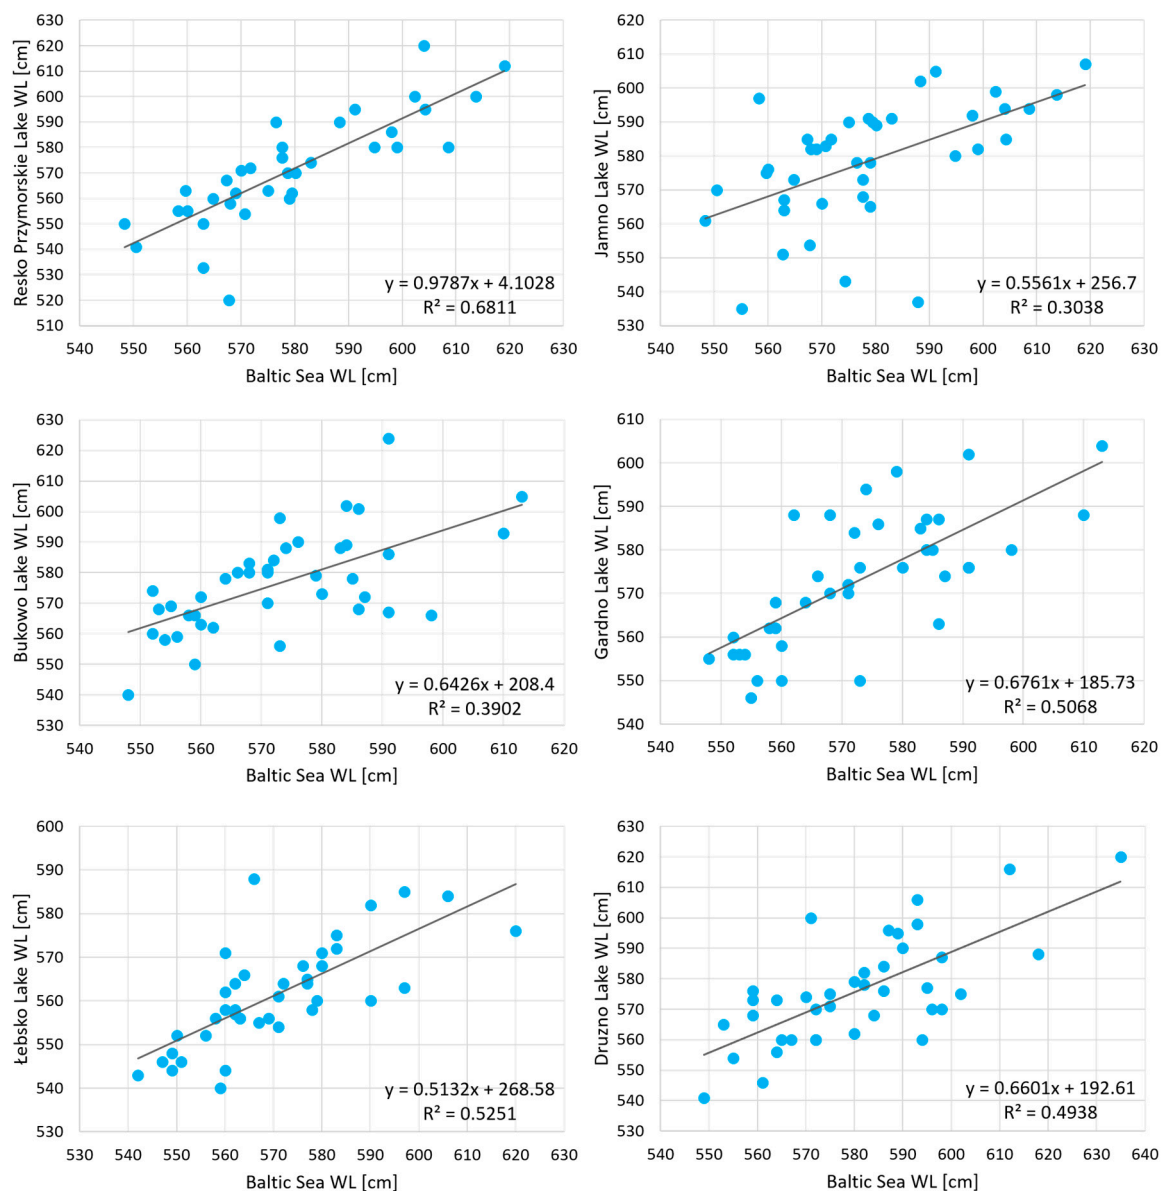 Resko Przymorskie Lake WL [cm]
630
620
610
600
590
580
570
560
550
540
530
520
510
y = 0.9787x + 4.1028
R² = 0.6811
540 550 560 570 580 590 600 610 620 630
Baltic Sea WL [cm]
Jamno Lake WL [cm]
620
610
600
590
580
570
560
550
540
530
y = 0.5561x + 256.7
R² = 0.3038
540 550 560 570 580 590 600 610 620 630
Baltic Sea WL [cm]
Bukowo Lake WL [cm]
630
620
610
600
590
580
570
560
550
540
530
y = 0.6426x + 208.4
R² = 0.3902
540 550 560 570 580 590 600 610 620
Baltic Sea WL [cm]
Gardno Lake WL [cm]
610
600
590
580
570
560
550
540
y = 0.6761x + 185.73
R² = 0.5068
540 550 560 570 580 590 600 610 620
Baltic Sea WL [cm]
Łebsko Lake WL [cm]
600
590
580
570
560
550
540
530
y = 0.5132x + 268.58
R² = 0.5251
530 540 550 560 570 580 590 600 610 620 630
Baltic Sea WL [cm]
Druzno Lake WL [cm]
630
620
610
600
590
580
570
560
550
540
530
y = 0.6601x + 192.61
R² = 0.4938
540 550 560 570 580 590 600 610 620 630 640
Baltic Sea WL [cm]